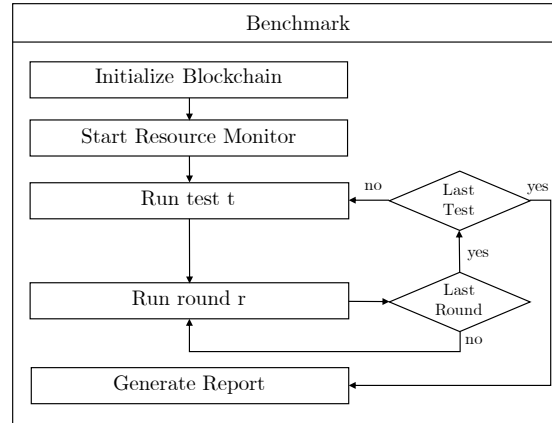 Benchmark
Initialize Blockchain
Start Resource Monitor
Run test t
no
Last
Test
yes
yes
Run round r
Last
Round
no
Generate Report